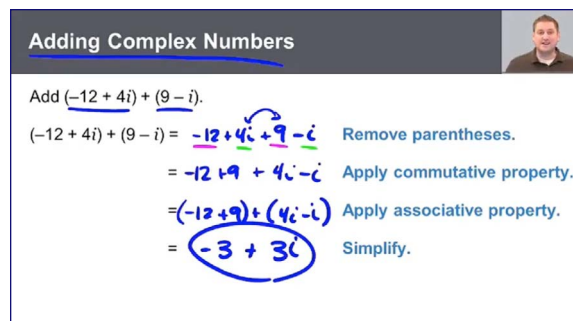 Adding Complex Numbers
Add (–12 + 4i) + (9 – i).
(–12 + 4i) + (9 – i) = -12 + 4i + 9 - i Remove parentheses.
= -12 + 9 + 4i - i Apply commutative property.
= (-12 + 9) + (4i - i) Apply associative property.
= -3 + 3i Simplify.